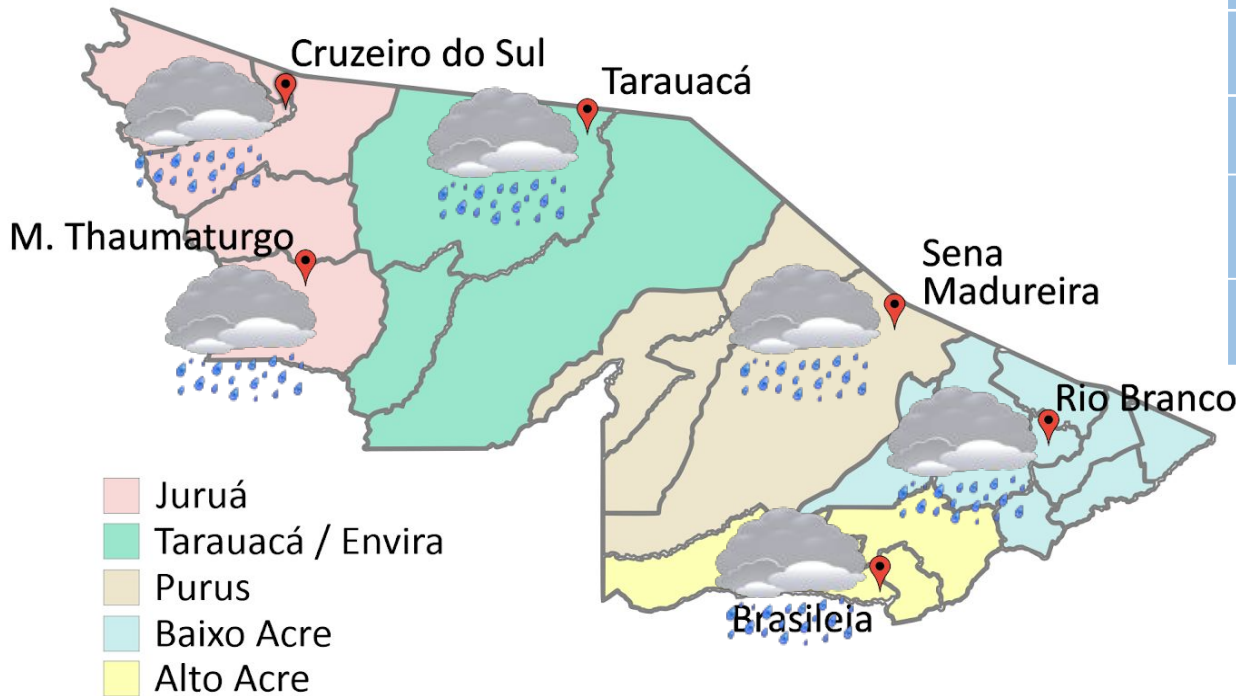 Cruzeiro do Sul
Tarauacá
M. Thaumaturgo
Sena
Madureira
Rio Branco
Brasileia
Juruá
Tarauacá / Envira
Purus
Baixo Acre
Alto Acre